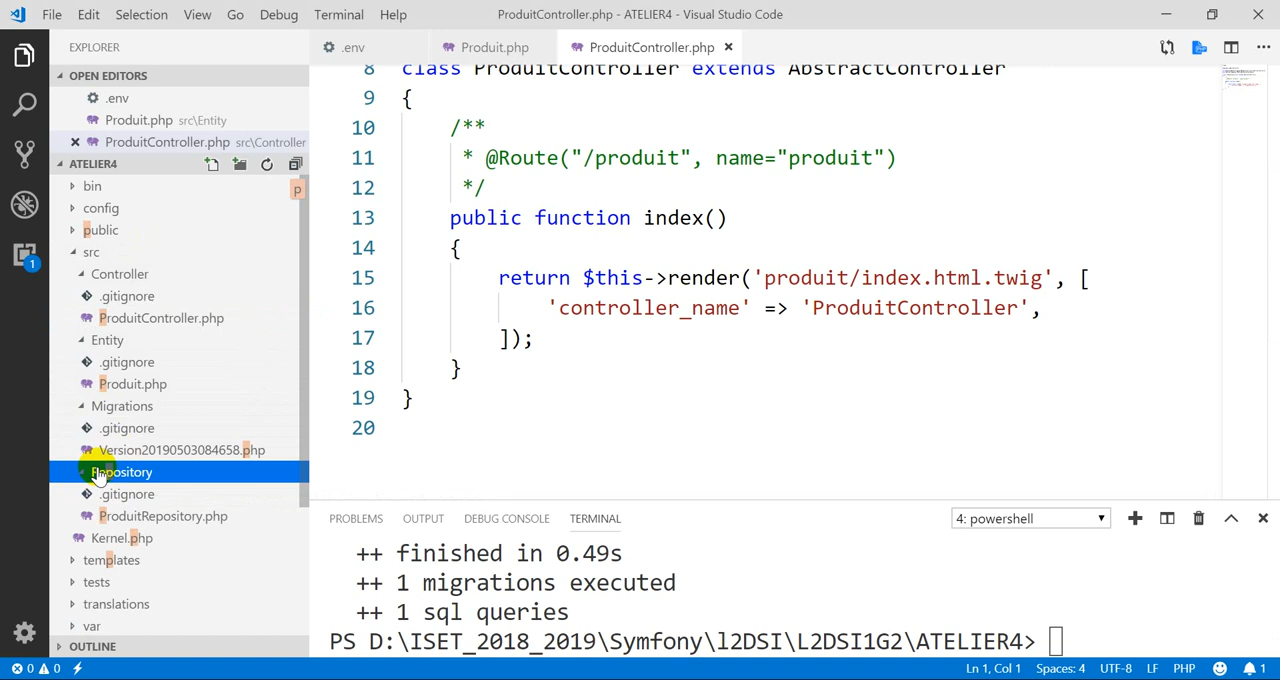 File Edit Selection View Go Debug Terminal Help ProduitController.php - ATELIER4 - Visual Studio Code
EXPLORER
.env Produit.php ProduitController.php
OPEN EDITORS
.env
Produit.php src\Entity
ProduitController.php src\Controller
ATELIER4
bin
p
config
public
src
Controller
.gitignore
ProduitController.php
Entity
.gitignore
Produit.php
Migrations
.gitignore
Version20190503084658.php
Repository
.gitignore
ProduitRepository.php
Kernel.php
templates
tests
translations
var
OUTLINE
1
8 class ProduitController extends AbstractController
9 {
10 /**
11 * @Route("/produit", name="produit")
12 */
13 public function index()
14 {
15 return $this->render('produit/index.html.twig', [
16 'controller_name' => 'ProduitController',
17 ]);
18 }
19 }
20
PROBLEMS OUTPUT DEBUG CONSOLE TERMINAL 4: powershell
++ finished in 0.49s
++ 1 migrations executed
++ 1 sql queries
PS D:\ISET_2018_2019\Symfony\l2DSI\L2DSI1G2\ATELIER4>
0 0 Ln 1, Col 1 Spaces: 4 UTF-8 LF PHP 1